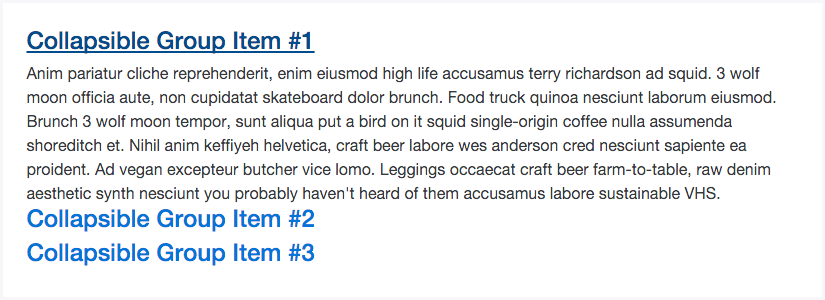 Collapsible Group Item #1
Anim pariatur cliche reprehenderit, enim eiusmod high life accusamus terry richardson ad squid. 3 wolf
moon officia aute, non cupidatat skateboard dolor brunch. Food truck quinoa nesciunt laborum eiusmod.
Brunch 3 wolf moon tempor, sunt aliqua put a bird on it squid single-origin coffee nulla assumenda
shoreditch et. Nihil anim keffiyeh helvetica, craft beer labore wes anderson cred nesciunt sapiente ea
proident. Ad vegan excepteur butcher vice lomo. Leggings occaecat craft beer farm-to-table, raw denim
aesthetic synth nesciunt you probably haven't heard of them accusamus labore sustainable VHS.
Collapsible Group Item #2
Collapsible Group Item #3